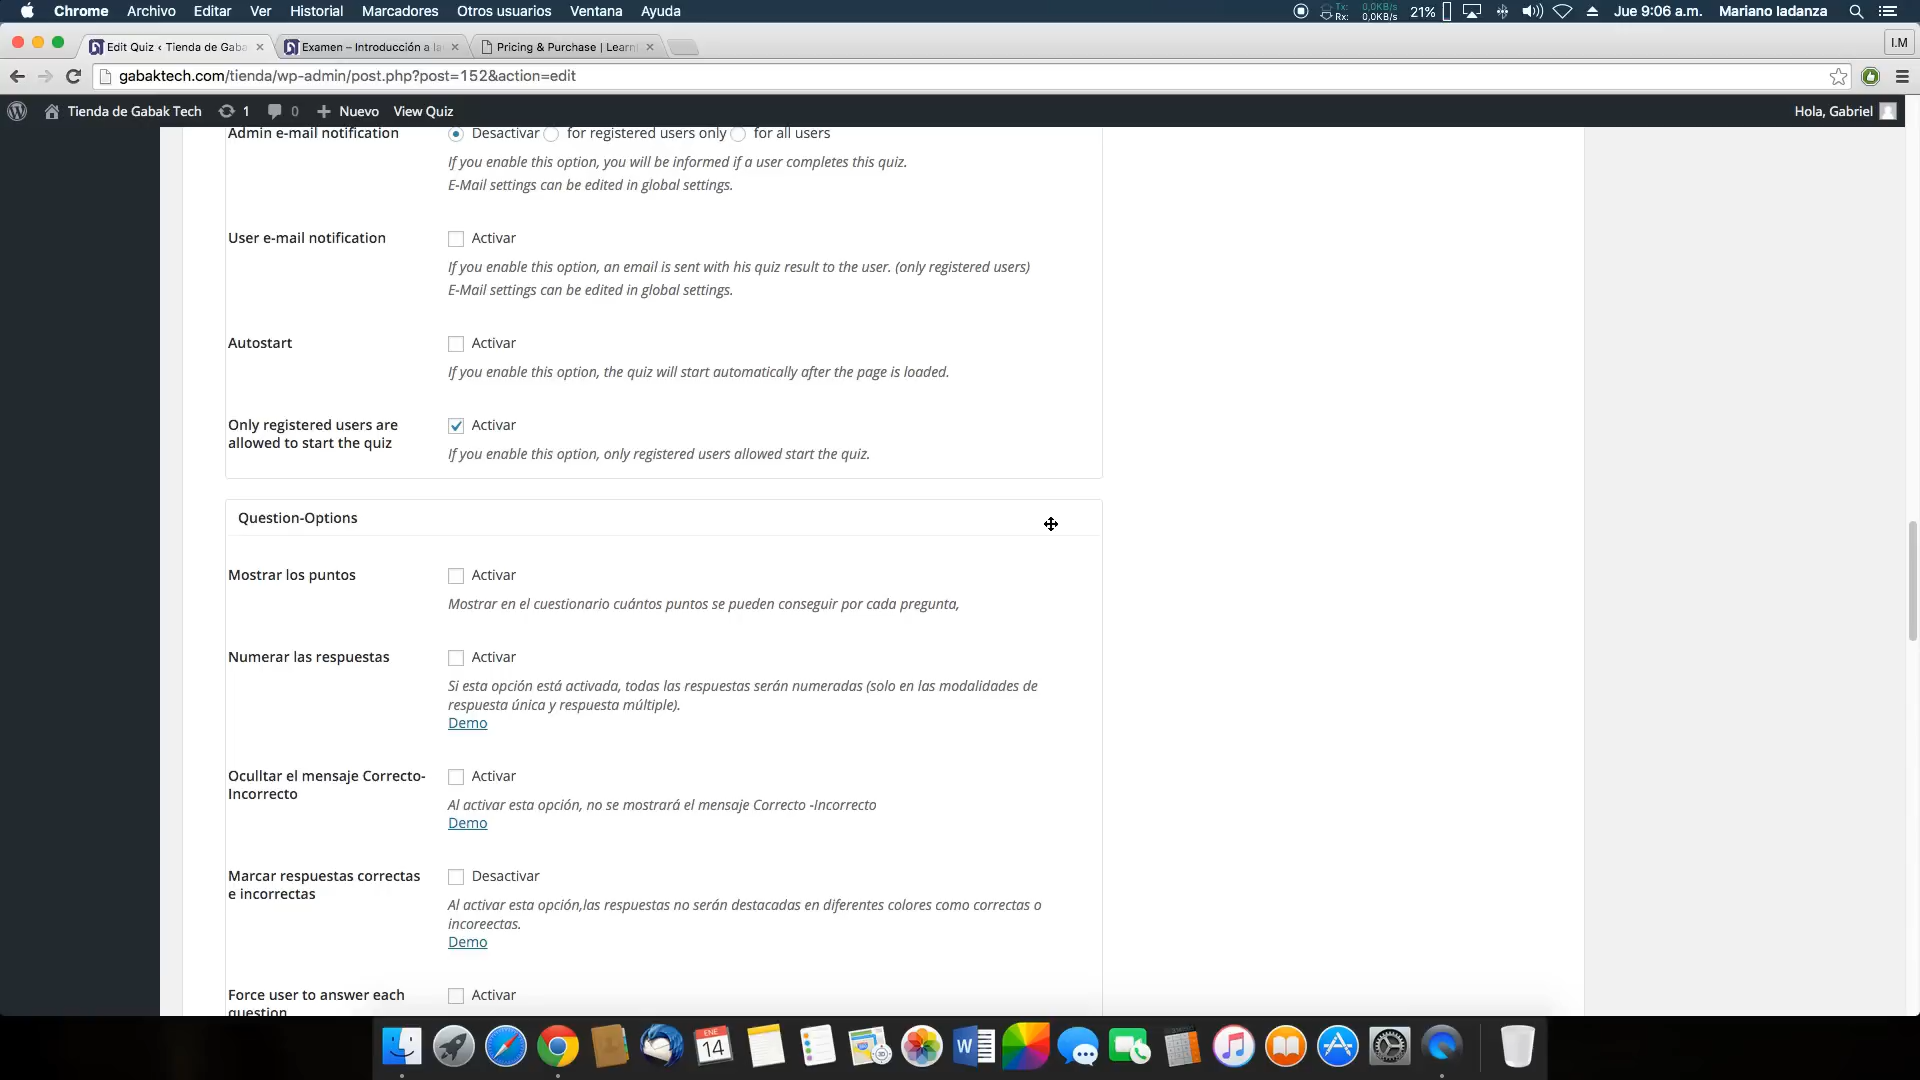 Chrome Archivo Editar Ver Historial Marcadores Otros usuarios Ventana Ayuda
Tx: 0,0KB/s
Rx: 0,0KB/s
21% Jue 9:06 a.m. Mariano Iadanza
Edit Quiz ‹ Tienda de Gaba
Examen – Introducción a la
Pricing & Purchase | Learn
I.M
gabaktech.com/tienda/wp-admin/post.php?post=152&action=edit
Tienda de Gabak Tech 1 0 Nuevo View Quiz Hola, Gabriel
Admin e-mail notification Desactivar for registered users only for all users
If you enable this option, you will be informed if a user completes this quiz.
E-Mail settings can be edited in global settings.
User e-mail notification Activar
If you enable this option, an email is sent with his quiz result to the user. (only registered users)
E-Mail settings can be edited in global settings.
Autostart Activar
If you enable this option, the quiz will start automatically after the page is loaded.
Only registered users are
allowed to start the quiz
Activar
If you enable this option, only registered users allowed start the quiz.
Question-Options
Mostrar los puntos Activar
Mostrar en el cuestionario cuántos puntos se pueden conseguir por cada pregunta,
Numerar las respuestas Activar
Si esta opción está activada, todas las respuestas serán numeradas (solo en las modalidades de
respuesta única y respuesta múltiple).
Demo
Oculltar el mensaje Correcto-
Incorrecto
Activar
Al activar esta opción, no se mostrará el mensaje Correcto -Incorrecto
Demo
Marcar respuestas correctas
e incorrectas
Desactivar
Al activar esta opción,las respuestas no serán destacadas en diferentes colores como correctas o
incoreectas.
Demo
Force user to answer each
question
Activar
ENE
14
W